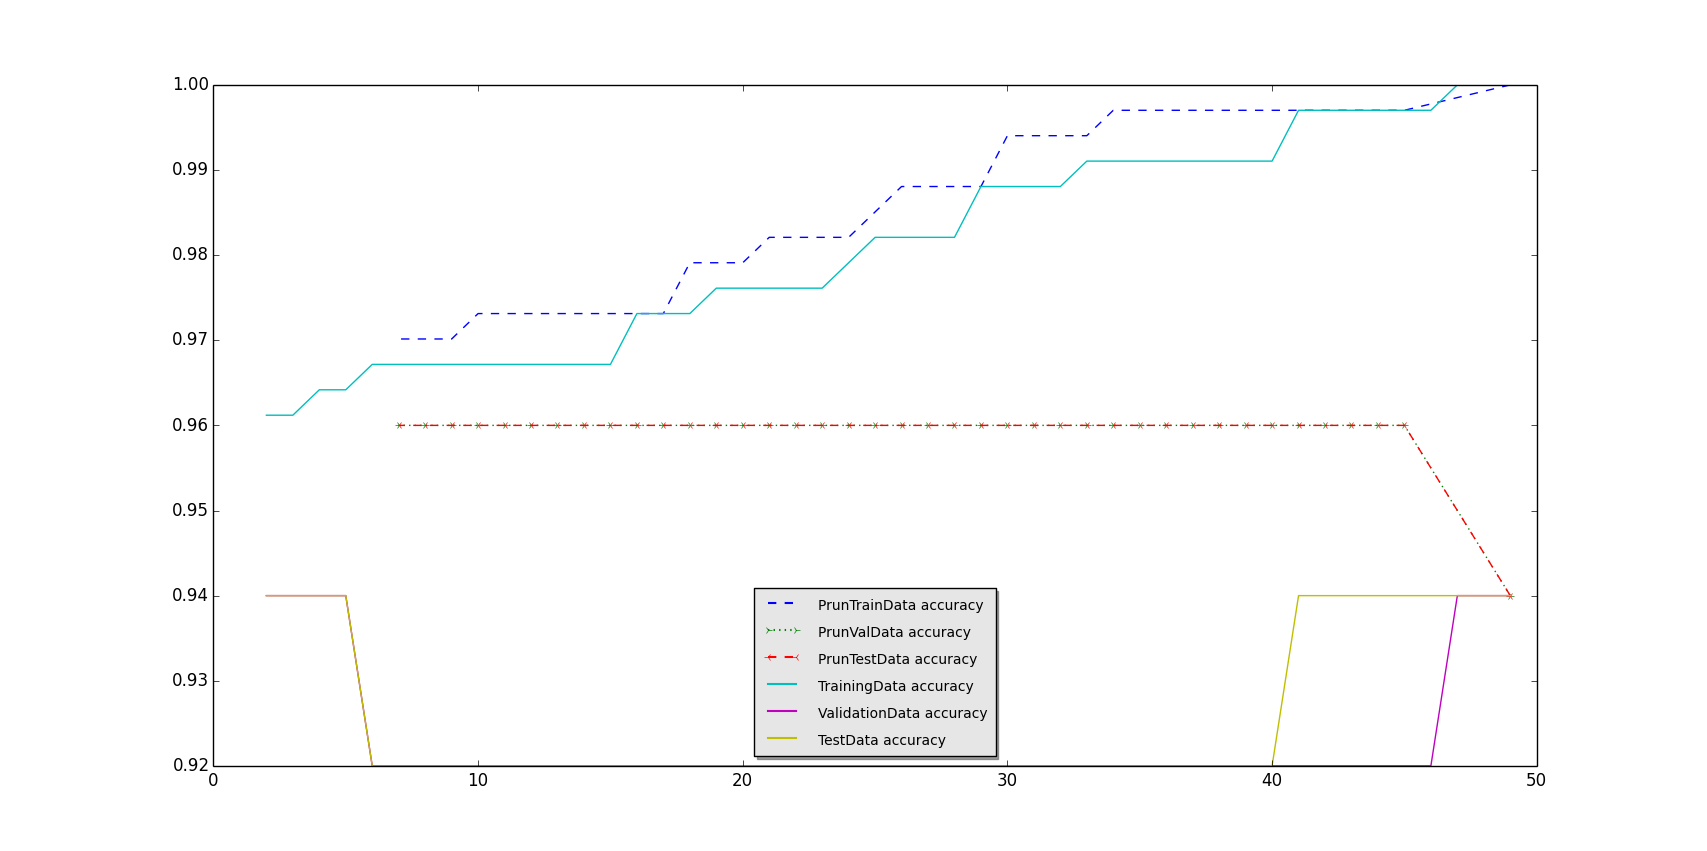 1.00
0.99
0.98
0.97
0.96
0.95
0.94
0.93
0.92
0 10 20 30 40 50
PrunTrainData accuracy
PrunValData accuracy
PrunTestData accuracy
TrainingData accuracy
ValidationData accuracy
TestData accuracy